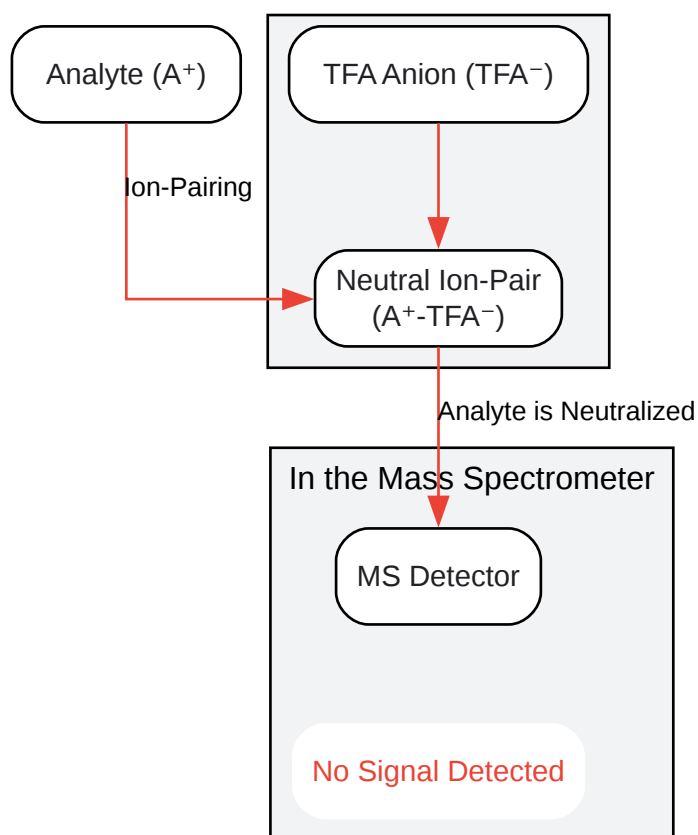 Analyte (A⁺)
TFA Anion (TFA⁻)
Ion-Pairing
Neutral Ion-Pair
(A⁺-TFA⁻)
Analyte is Neutralized
In the Mass Spectrometer
MS Detector
No Signal Detected